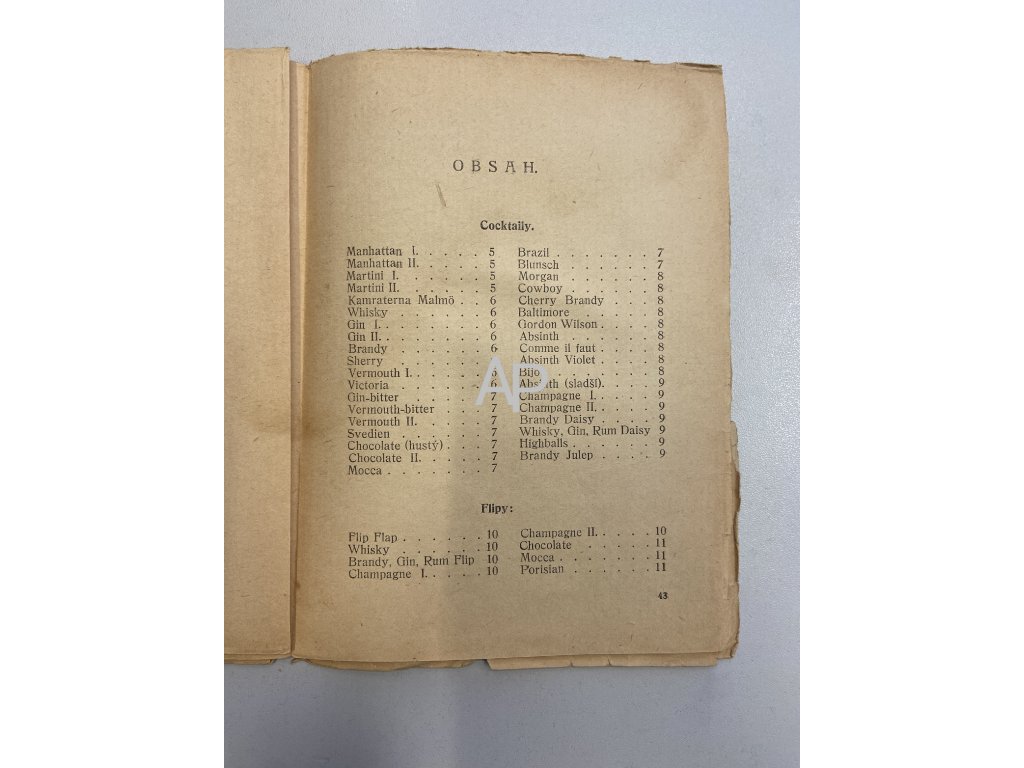 OBSAH.
Cocktaily.
Manhattan I. . . . . . 5
Manhattan II. . . . . 5
Martini I. . . . . . . 5
Martini II. . . . . . 5
Kamraterna Malmö . . 6
Whisky . . . . . . . 6
Gin I. . . . . . . . . 6
Gin II. . . . . . . . 6
Brandy . . . . . . . 6
Sherry . . . . . . .
Vermouth I. . . . . . 6
Victoria . . . . . . 6
Gin-bitter . . . . . 7
Vermouth-bitter . . . 7
Vermouth II. . . . . 7
Svedien . . . . . . . 7
Chocolate (hustý) . . . 7
Chocolate II. . . . . 7
Mocca . . . . . . . . 7
Brazil . . . . . . . . 7
Blunsch . . . . . . . 7
Morgan . . . . . . . 8
Cowboy . . . . . . . 8
Cherry Brandy . . . 8
Baltimore . . . . . . 8
Gordon Wilson . . . . 8
Absinth . . . . . . . 8
Comme il faut . . . . 8
Absinth Violet . . . . 8
Bijou . . . . . . . . 8
Absinth (sladší). . . . 9
Champagne I. . . . . 9
Champagne II. . . . . 9
Brandy Daisy . . . . 9
Whisky, Gin, Rum Daisy 9
Highballs . . . . . . 9
Brandy Julep . . . . 9
Flipy:
Flip Flap . . . . . . . 10
Whisky . . . . . . . 10
Brandy, Gin, Rum Flip 10
Champagne I. . . . . 10
Champagne II. . . . . 10
Chocolate . . . . . . 11
Mocca . . . . . . . . 11
Porisian . . . . . . . 11
43
AP